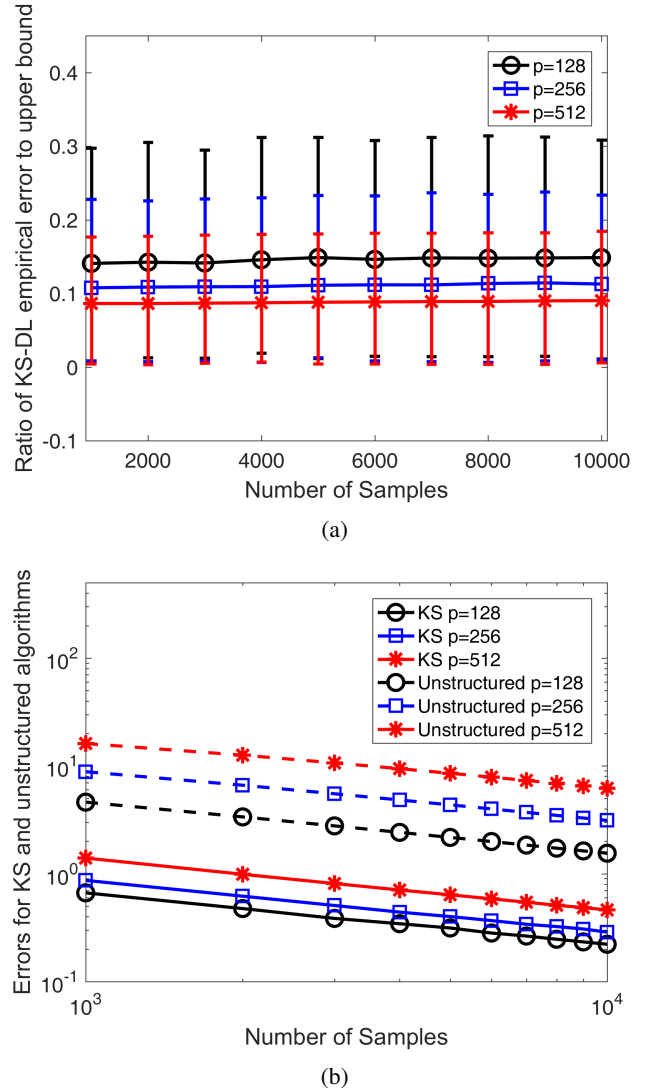 Ratio of KS-DL empirical error to upper bound
0.4
0.3
0.2
0.1
0
-0.1
p=128
p=256
p=512
2000 4000 6000 8000 10000
Number of Samples
(a)
Errors for KS and unstructured algorithms
10^2
10^1
10^0
10^-1
KS p=128
KS p=256
KS p=512
Unstructured p=128
Unstructured p=256
Unstructured p=512
10^3 10^4
Number of Samples
(b)